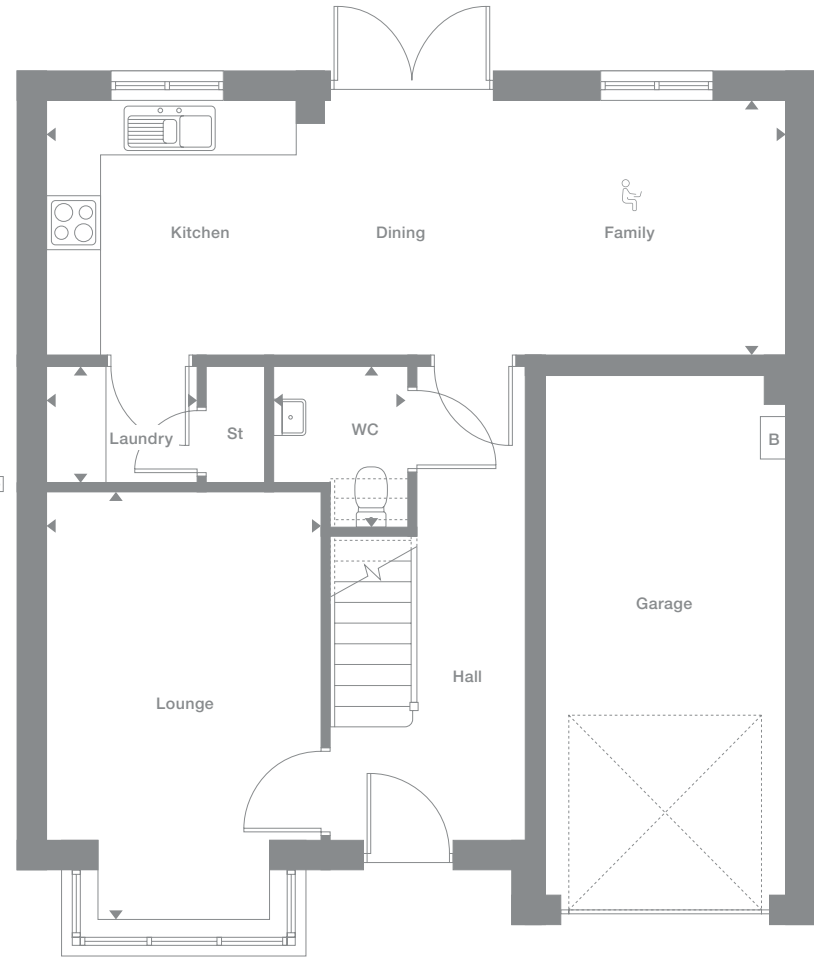 Kitchen
Dining
Family
Laundry
St
WC
B
Garage
Hall
Lounge